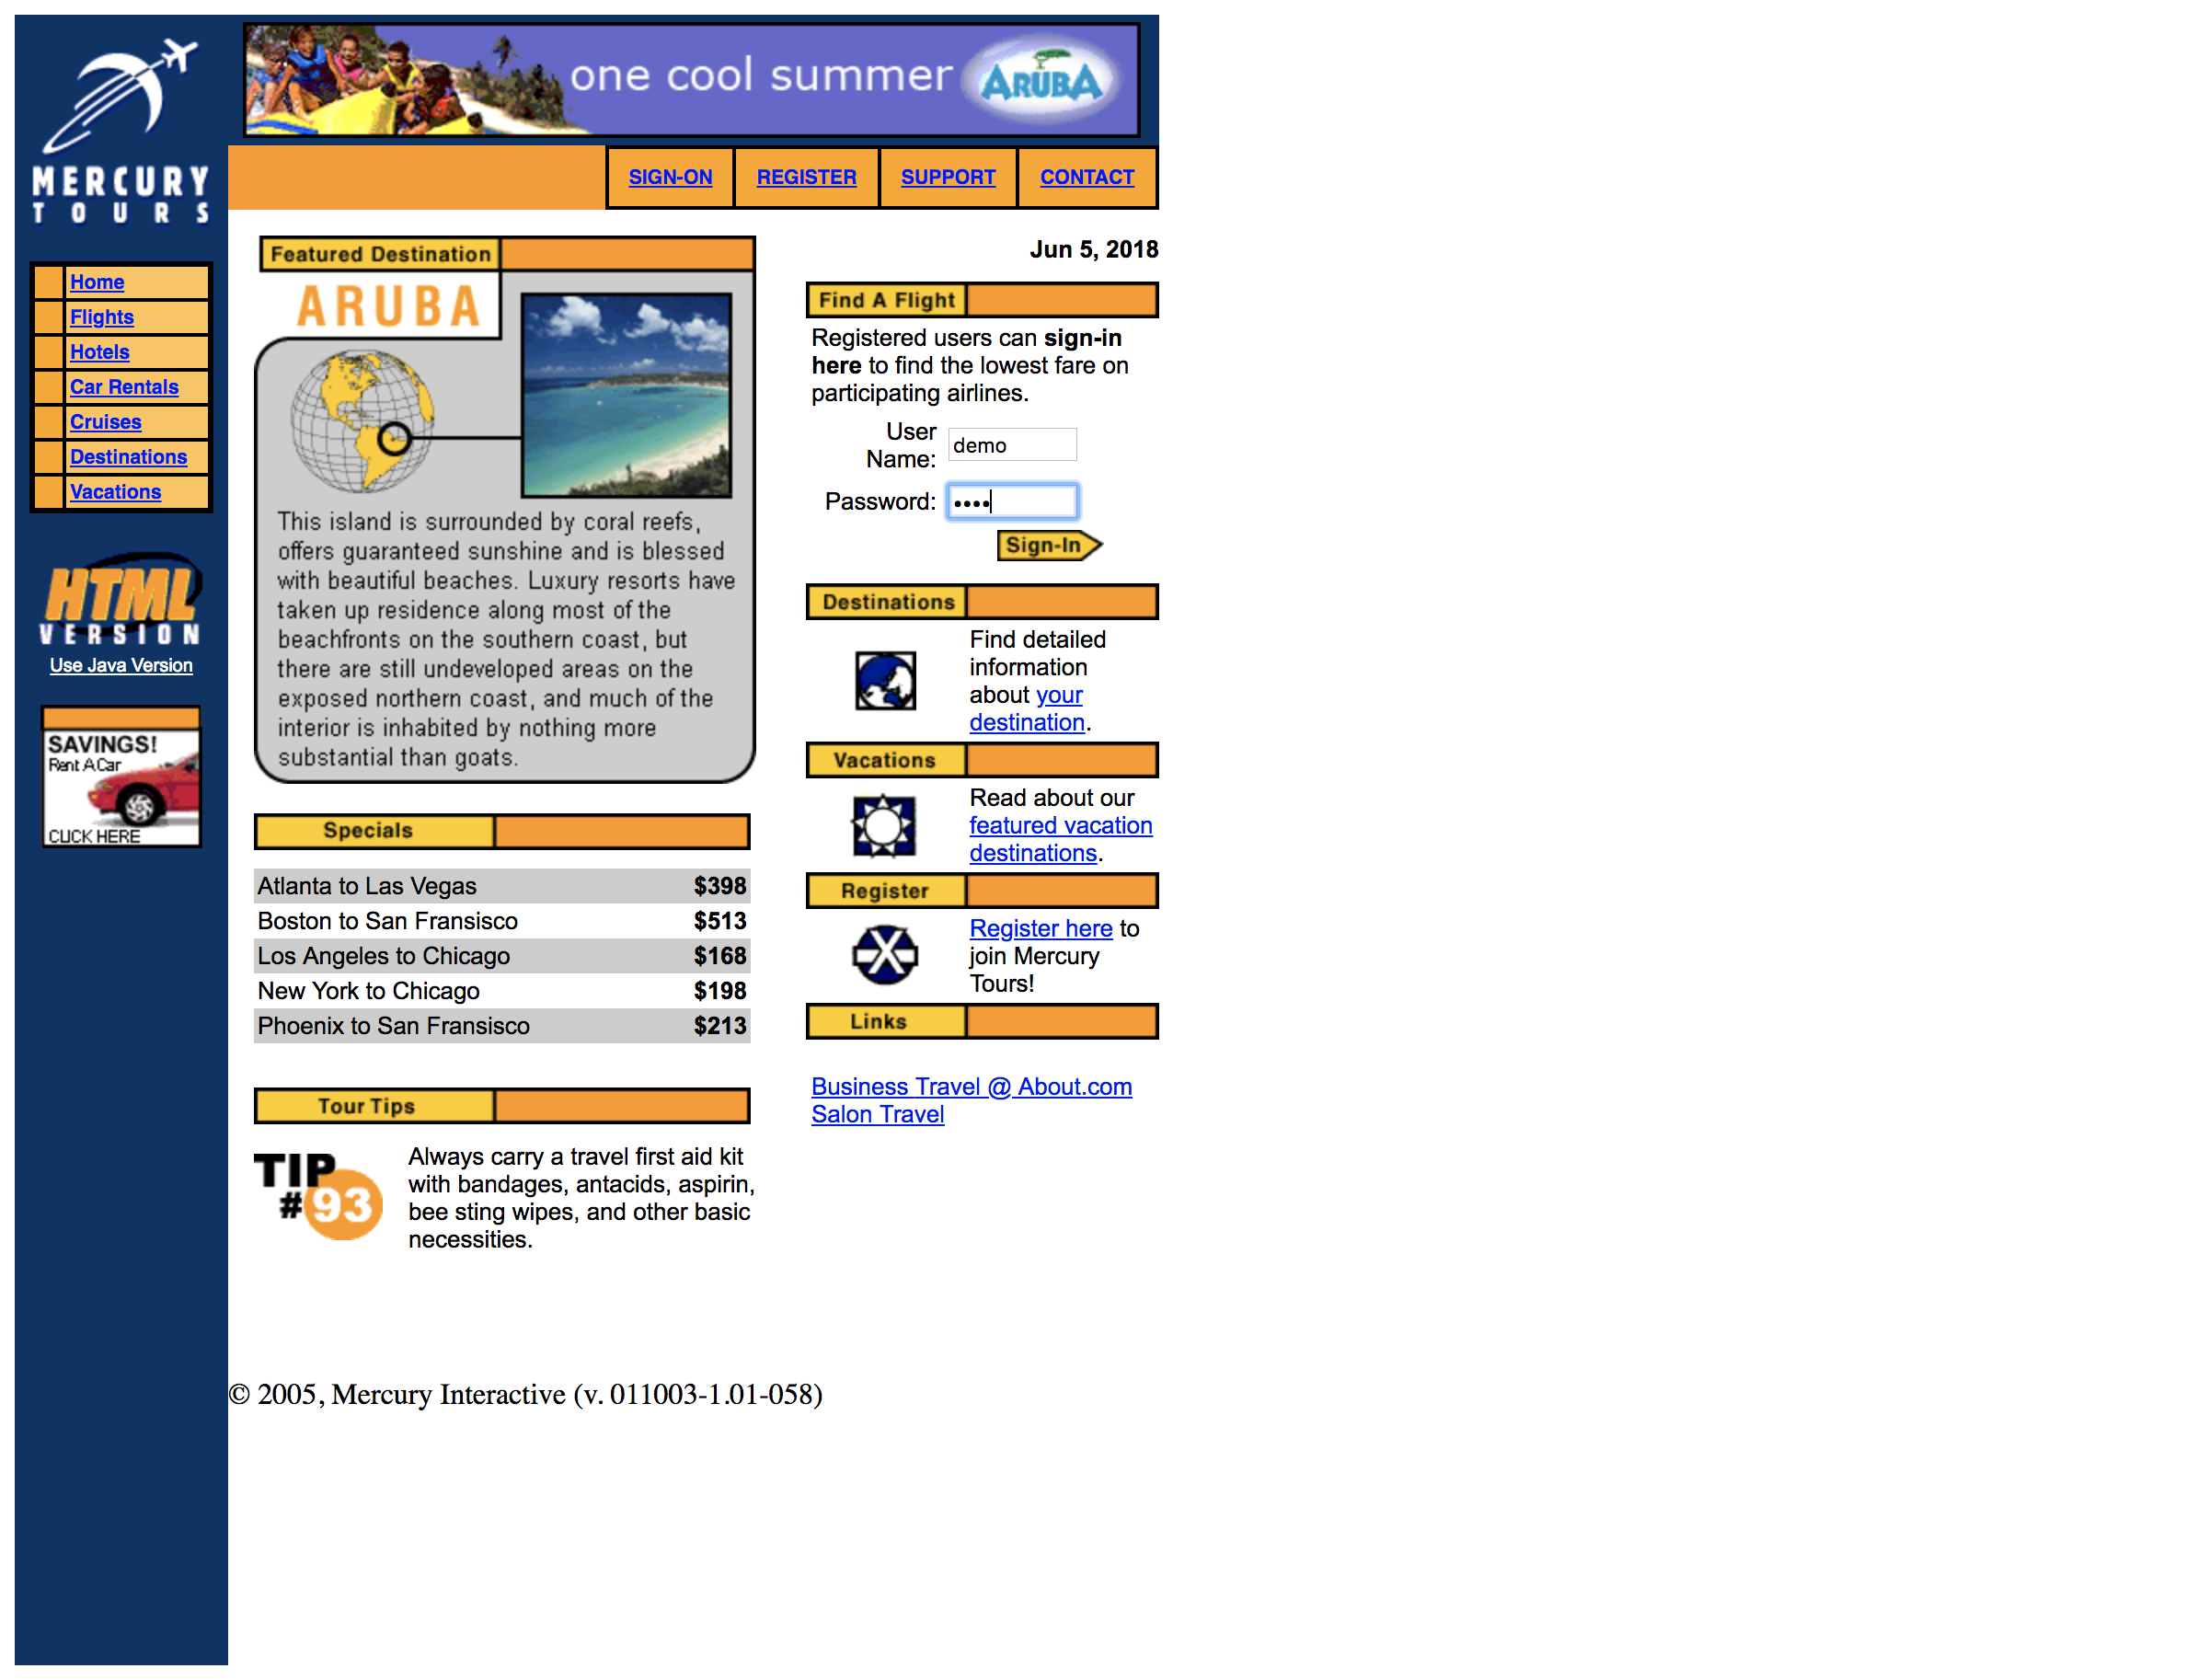 MERCURY
TOURS
one cool summer
ARUBA
SIGN-ON
REGISTER
SUPPORT
CONTACT
Home
Flights
Hotels
Car Rentals
Cruises
Destinations
Vacations
HTML
VERSION
Use Java Version
SAVINGS!
Rent A Car
CLICK HERE
Featured Destination
ARUBA
This island is surrounded by coral reefs,
offers guaranteed sunshine and is blessed
with beautiful beaches. Luxury resorts have
taken up residence along most of the
beachfronts on the southern coast, but
there are still undeveloped areas on the
exposed northern coast, and much of the
interior is inhabited by nothing more
substantial than goats.
Specials
Atlanta to Las Vegas $398
Boston to San Fransisco $513
Los Angeles to Chicago $168
New York to Chicago $198
Phoenix to San Fransisco $213
Tour Tips
TIP
#93
Always carry a travel first aid kit
with bandages, antacids, aspirin,
bee sting wipes, and other basic
necessities.
Jun 5, 2018
Find A Flight
Registered users can sign-in
here to find the lowest fare on
participating airlines.
User
Name: demo
Password: ••••
Sign-In
Destinations
Find detailed
information
about your
destination.
Vacations
Read about our
featured vacation
destinations.
Register
Register here to
join Mercury
Tours!
Links
Business Travel @ About.com
Salon Travel
© 2005, Mercury Interactive (v. 011003-1.01-058)